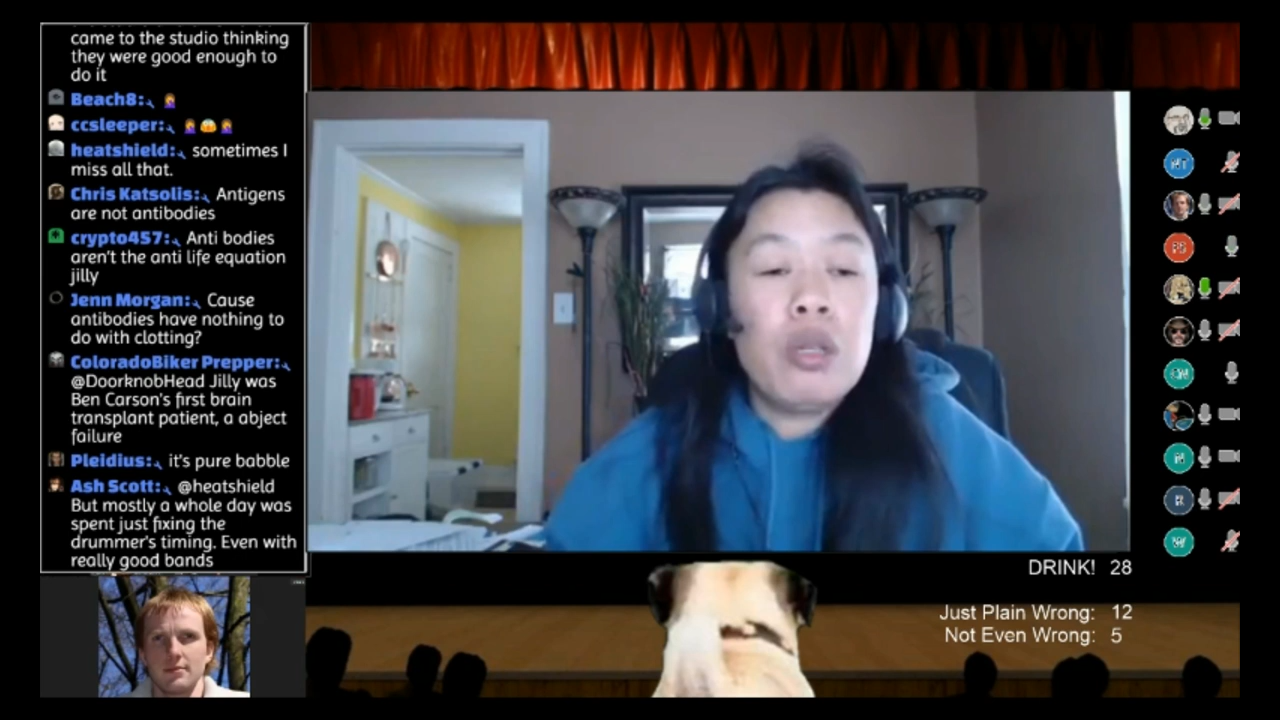 came to the studio thinking
they were good enough to
do it
Beach8:
ccsleeper:
heatshield: sometimes I
miss all that.
Chris Katsolis: Antigens
are not antibodies
crypto457: Anti bodies
aren't the anti life equation
jilly
Jenn Morgan: Cause
antibodies have nothing to
do with clotting?
ColoradoBiker Prepper:
@DoorknobHead Jilly was
Ben Carson's first brain
transplant patient, a abject
failure
Pleidius: it's pure babble
Ash Scott: @heatshield
But mostly a whole day was
spent just fixing the
drummer's timing. Even with
really good bands
DRINK! 28
Just Plain Wrong: 12
Not Even Wrong: 5